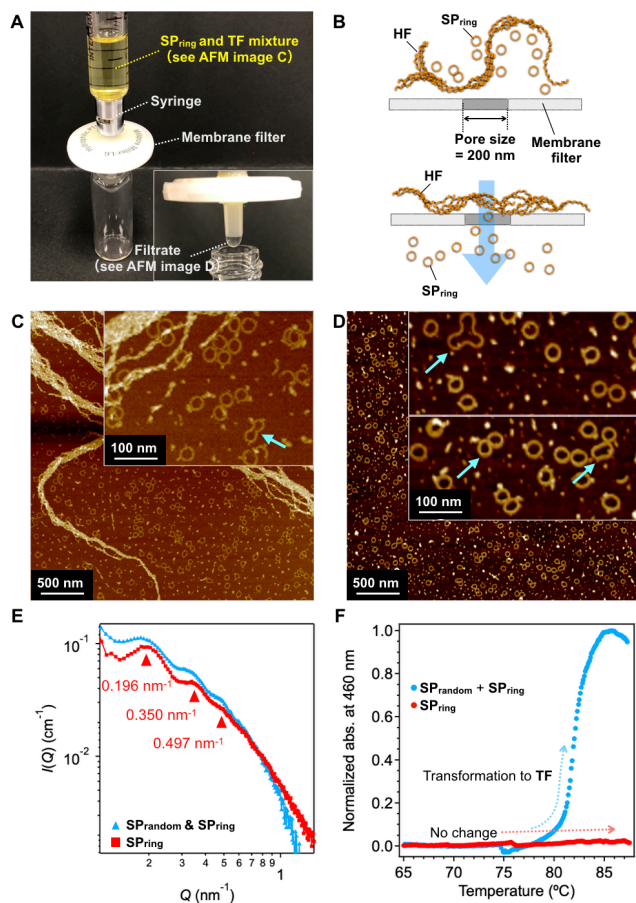 A
SPring and TF mixture
(see AFM image C)
Syringe
Membrane filter
Filtrate
(see AFM image D)
B
SPring
HF
Pore size
= 200 nm
Membrane
filter
HF
SPring
C
100 nm
500 nm
D
100 nm
500 nm
E
10⁻¹
10⁻²
I(Q) (cm⁻¹)
0.196 nm⁻¹
0.350 nm⁻¹
0.497 nm⁻¹
SPrandom & SPring
SPring
2 3 4 5 6 7 8 9 1
Q (nm⁻¹)
F
Normalized abs. at 460 nm
1.0
0.8
0.6
0.4
0.2
0.0
SPrandom + SPring
SPring
Transformation to TF
No change
65 70 75 80 85
Temperature (ºC)